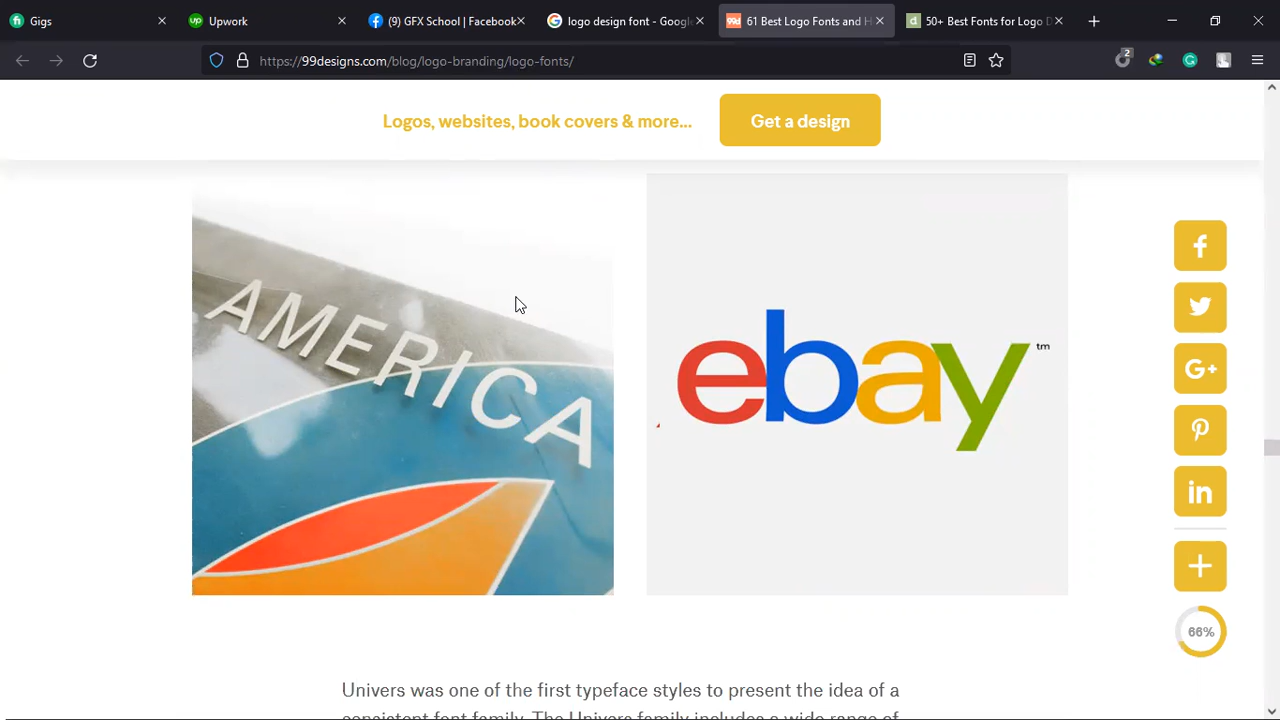 Gigs
Upwork
(9) GFX School | Facebook
logo design font - Google
61 Best Logo Fonts and H
50+ Best Fonts for Logo D
https://99designs.com/blog/logo-branding/logo-fonts/
2
Logos, websites, book covers & more...
Get a design
AMERICA
ebay
tm
66%
Univers was one of the first typeface styles to present the idea of a
consistent font family. The Univers family includes a wide range of